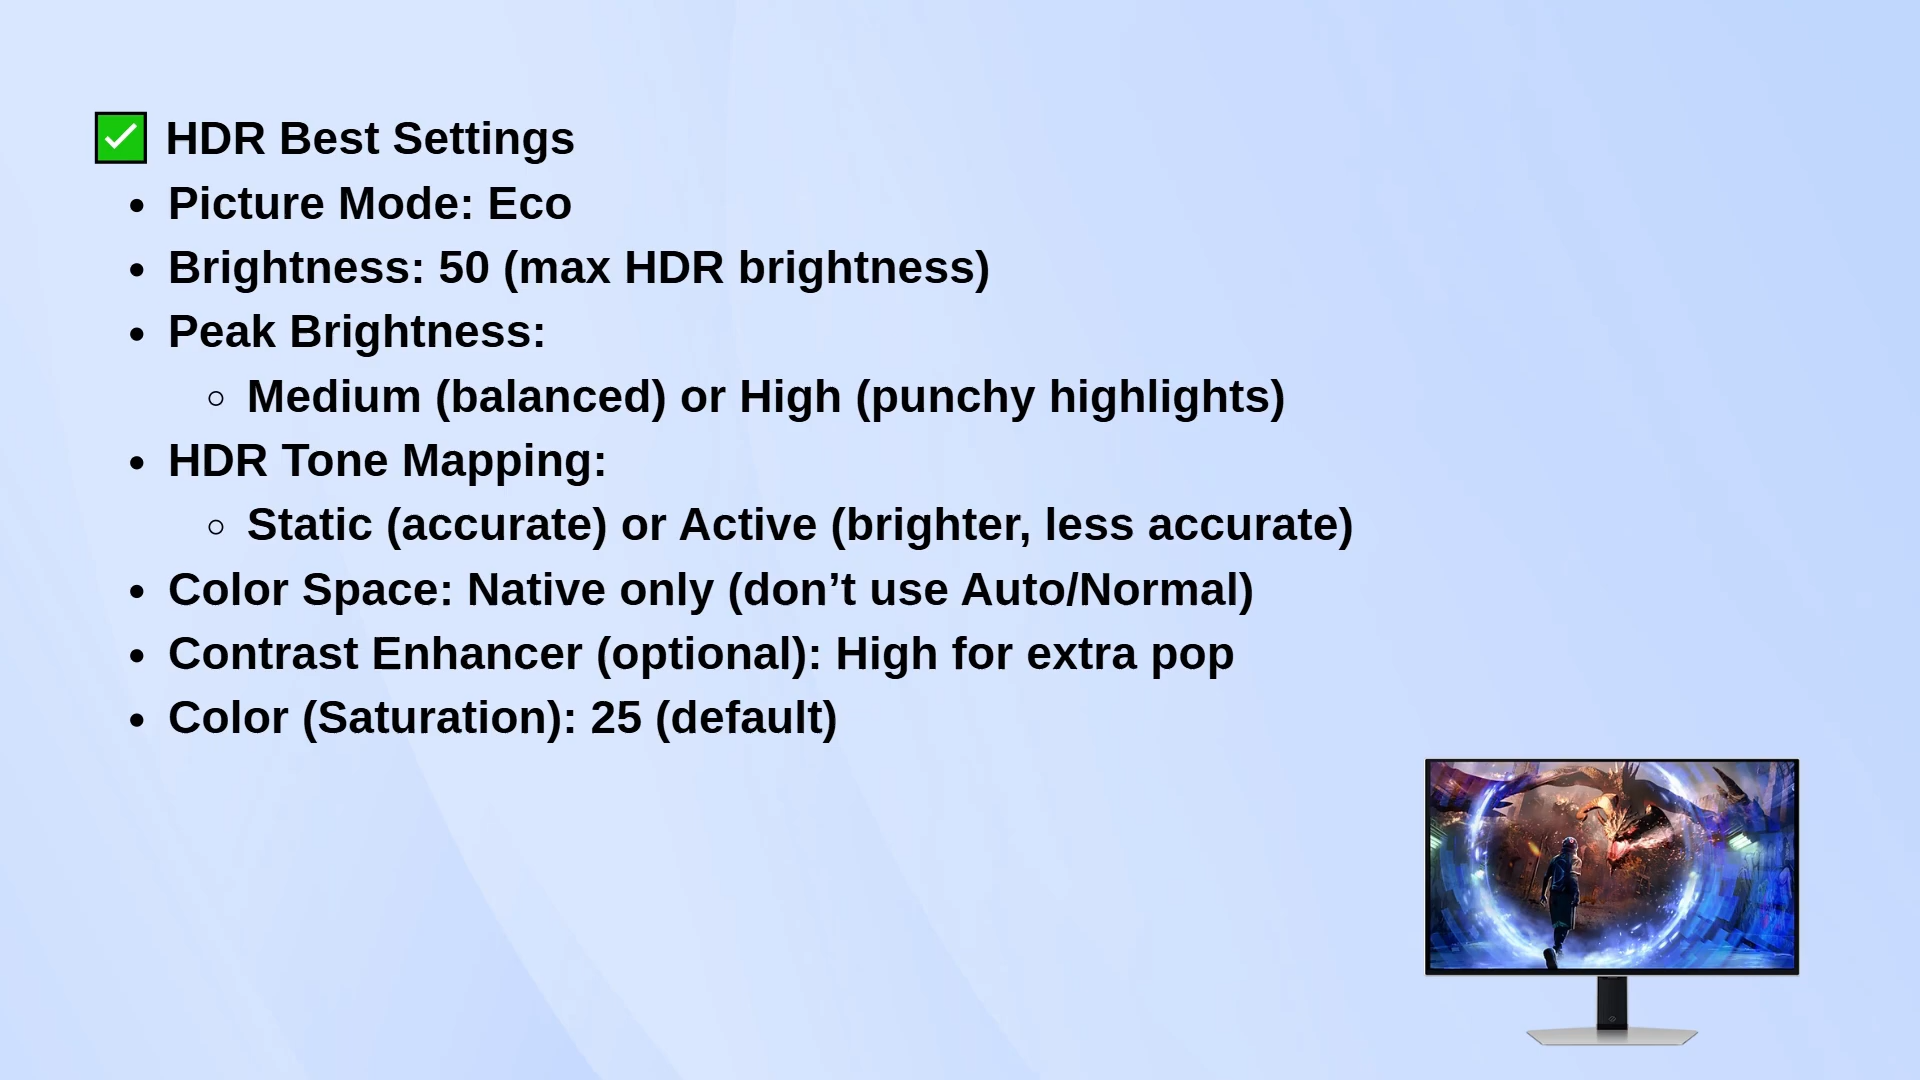 ✅ HDR Best Settings
• Picture Mode: Eco
• Brightness: 50 (max HDR brightness)
• Peak Brightness:
○ Medium (balanced) or High (punchy highlights)
• HDR Tone Mapping:
○ Static (accurate) or Active (brighter, less accurate)
• Color Space: Native only (don’t use Auto/Normal)
• Contrast Enhancer (optional): High for extra pop
• Color (Saturation): 25 (default)